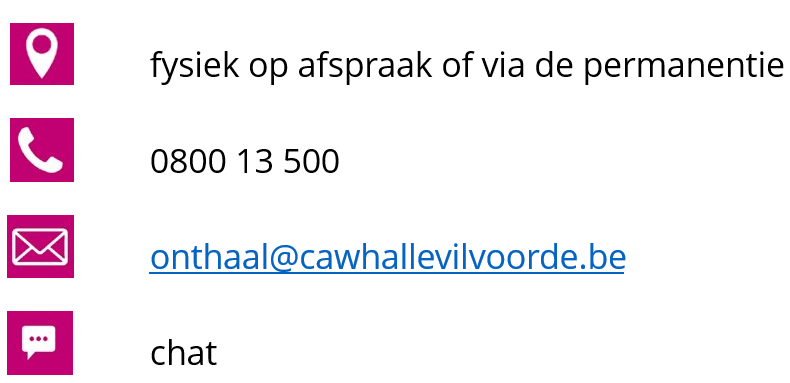 fysiek op afspraak of via de permanentie
0800 13 500
onthaal@cawhallevilvoorde.be
chat